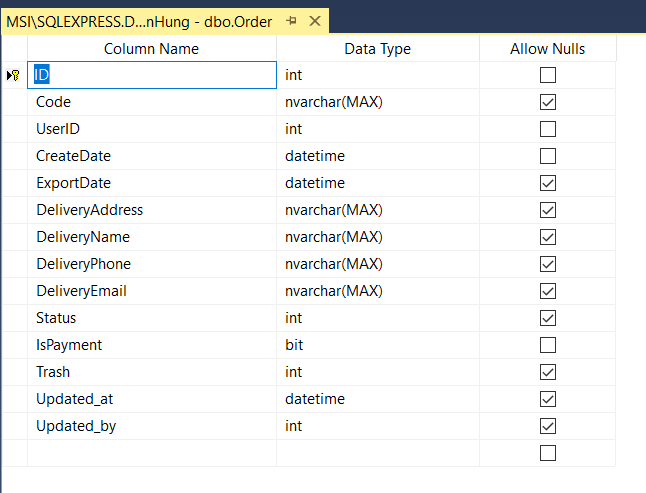 MSI\SQLEXPRESS.D...nHung - dbo.Order
Column Name Data Type Allow Nulls
ID int
Code nvarchar(MAX)
UserID int
CreateDate datetime
ExportDate datetime
DeliveryAddress nvarchar(MAX)
DeliveryName nvarchar(MAX)
DeliveryPhone nvarchar(MAX)
DeliveryEmail nvarchar(MAX)
Status int
IsPayment bit
Trash int
Updated_at datetime
Updated_by int